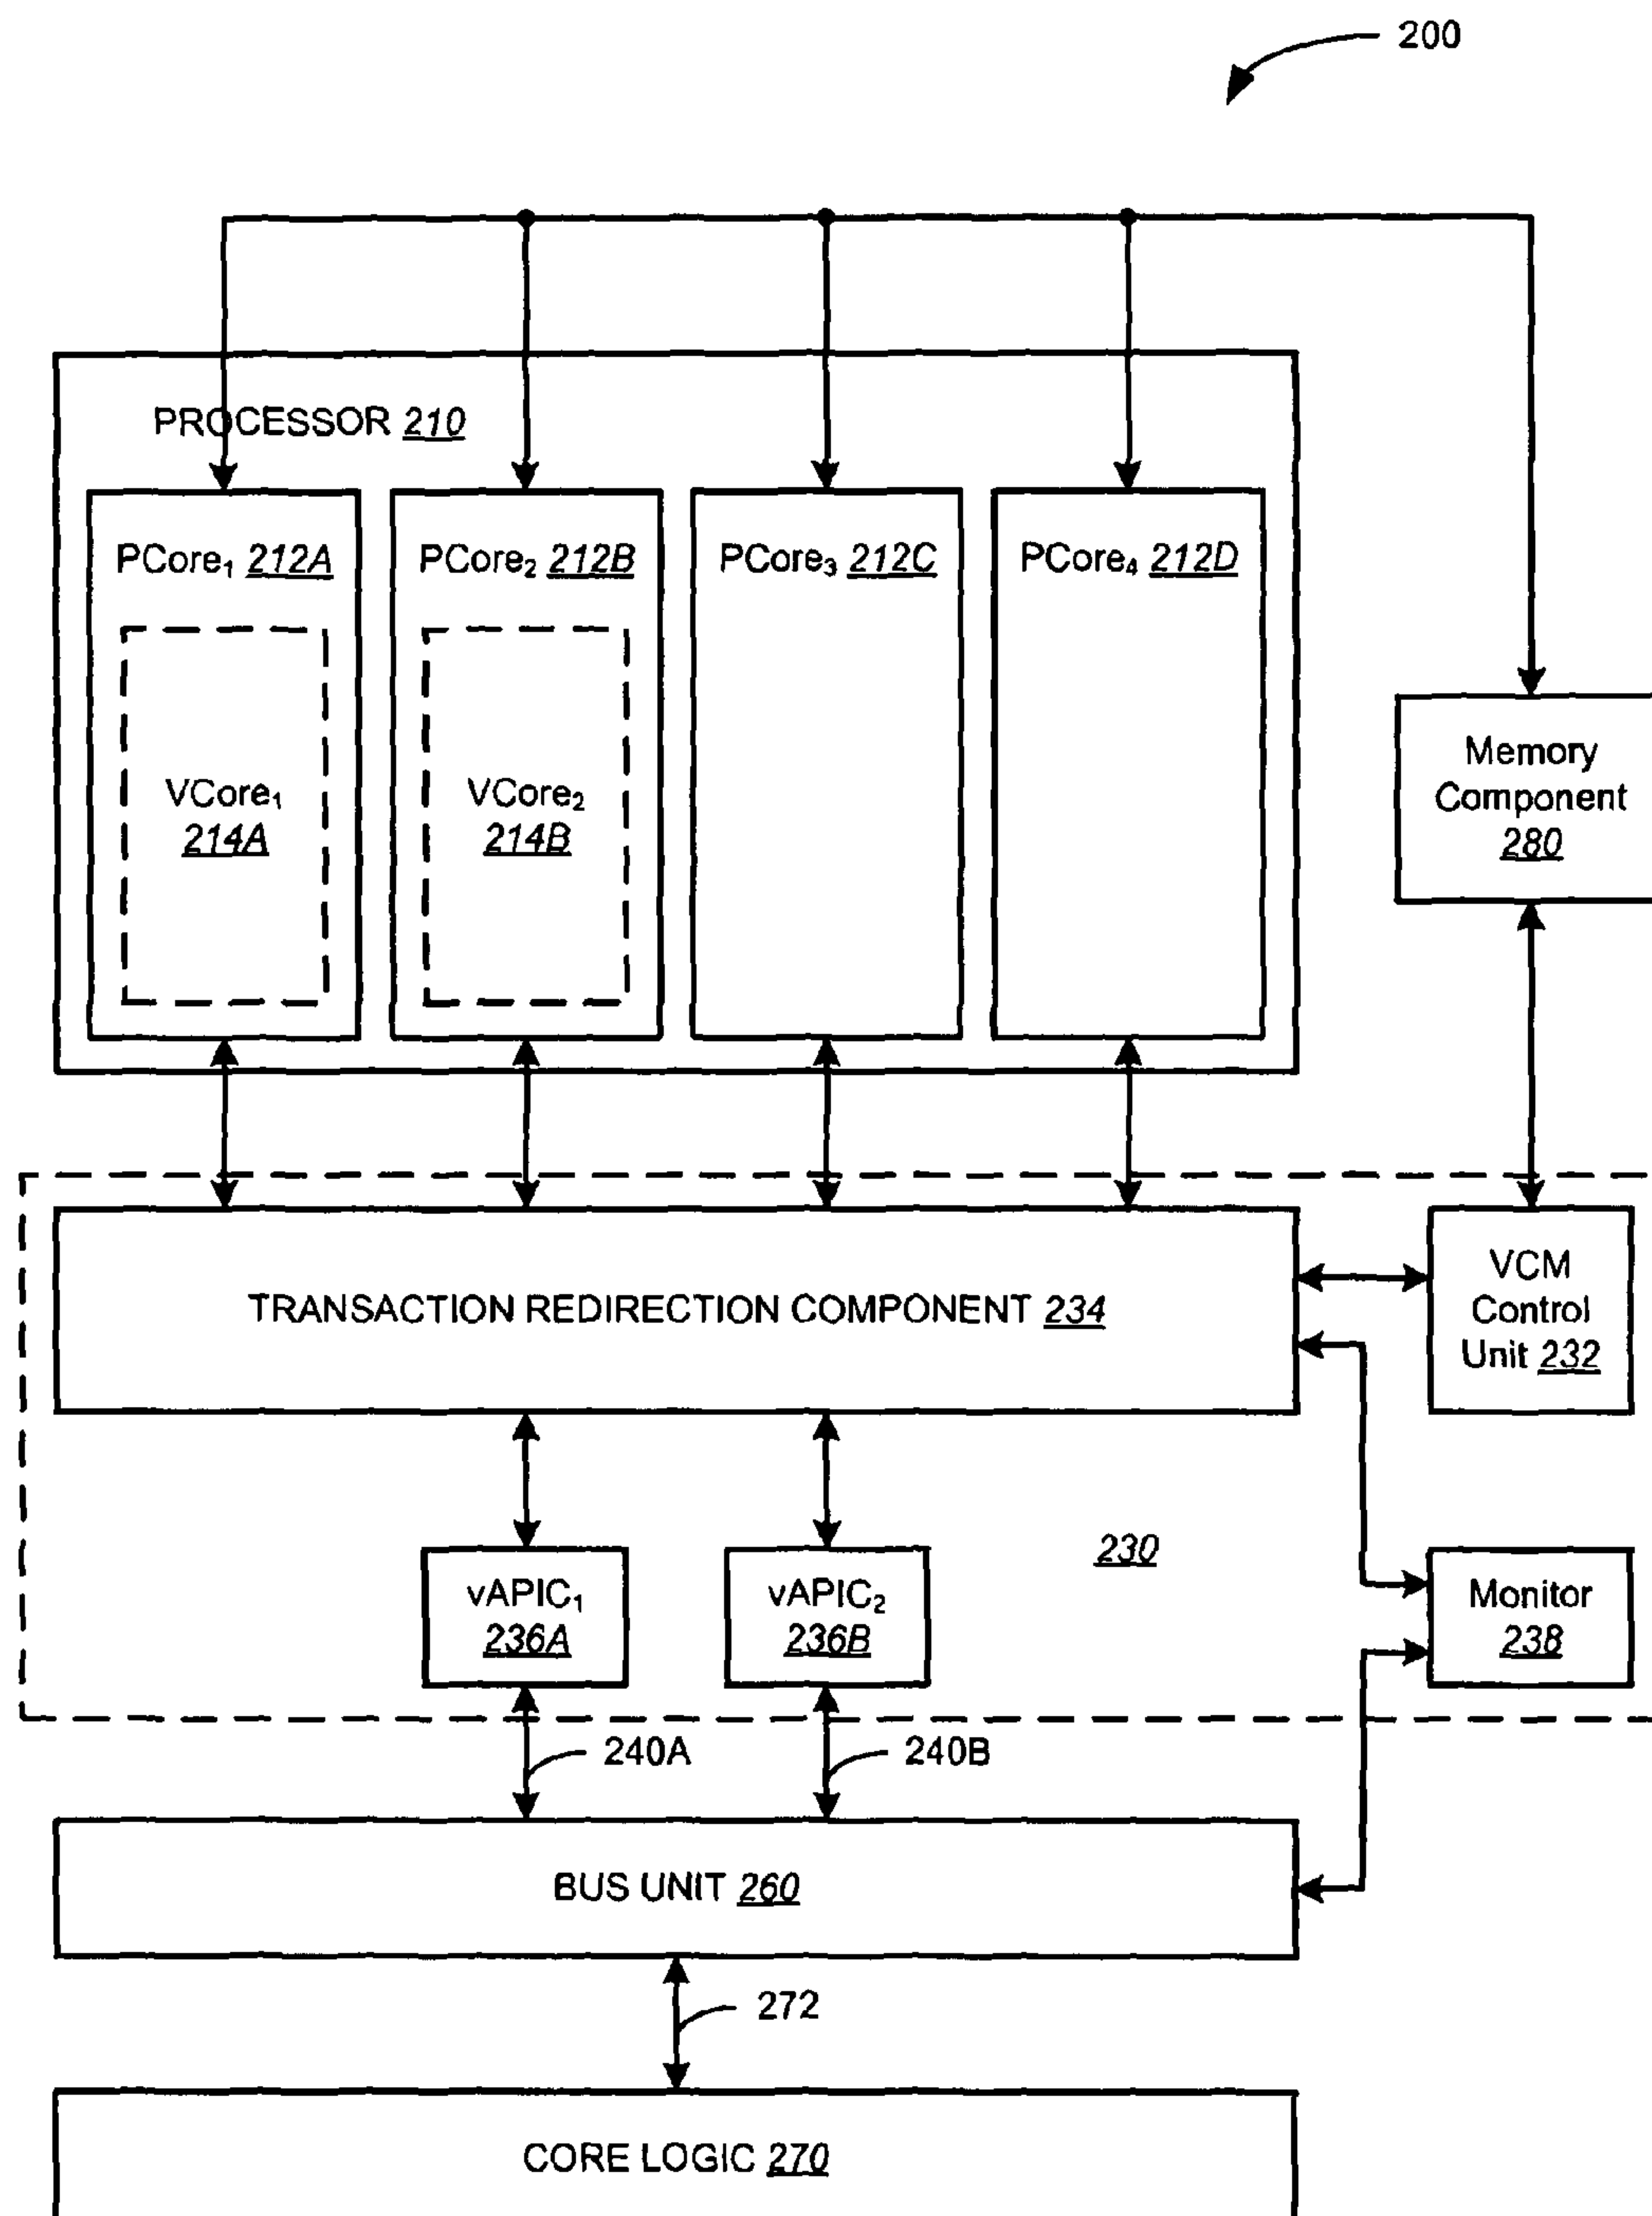 200
PROCESSOR 210
PCore₁ 212A
PCore₂ 212B
PCore₃ 212C
PCore₄ 212D
VCore₁
214A
VCore₂
214B
Memory
Component
280
TRANSACTION REDIRECTION COMPONENT 234
VCM
Control
Unit 232
230
vAPIC₁
236A
vAPIC₂
236B
Monitor
238
240A
240B
BUS UNIT 260
272
CORE LOGIC 270